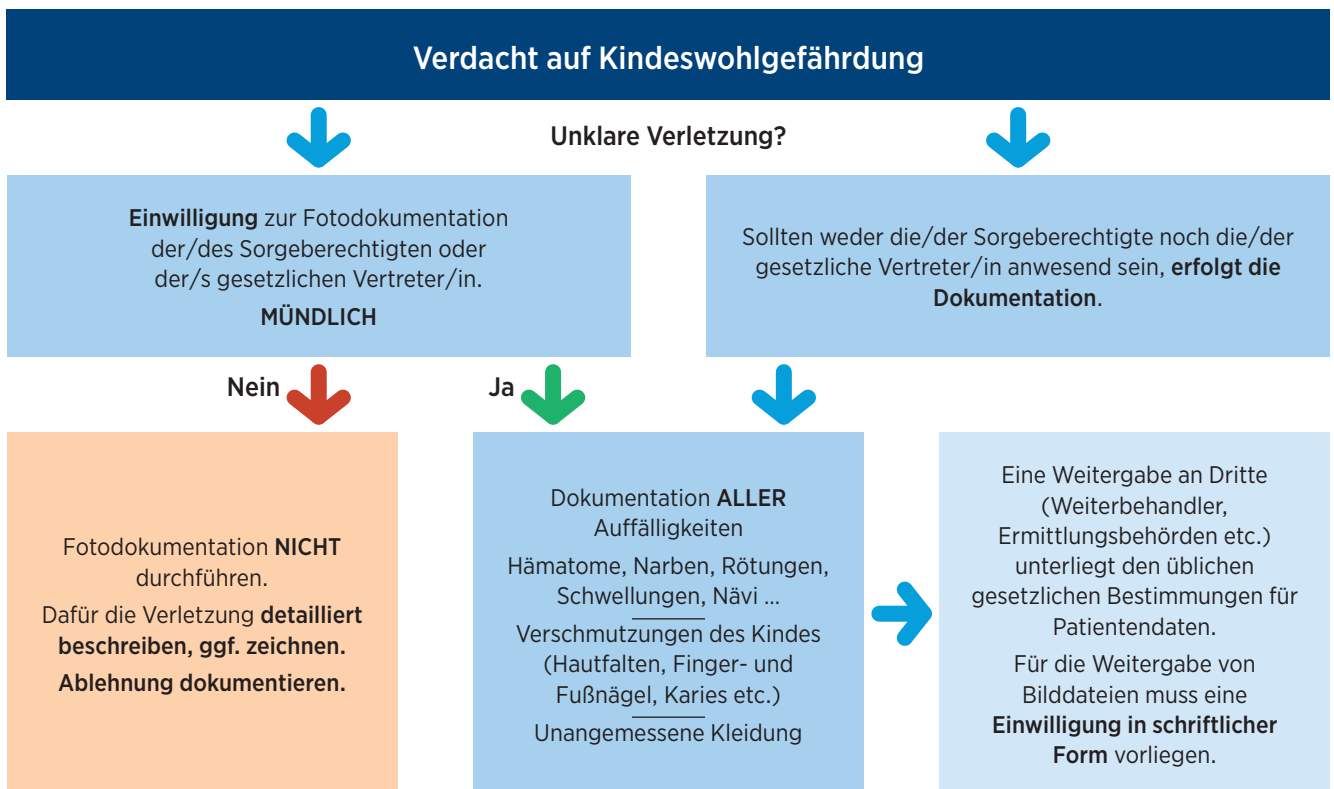 Verdacht auf Kindeswohlgefährdung
Unklare Verletzung?
Einwilligung zur Fotodokumentation
der/des Sorgeberechtigten oder
der/s gesetzlichen Vertreter/in.
MÜNDLICH
Sollten weder die/der Sorgeberechtigte noch die/der
gesetzliche Vertreter/in anwesend sein, erfolgt die
Dokumentation.
Nein
Ja
Fotodokumentation NICHT
durchführen.
Dafür die Verletzung detailliert
beschreiben, ggf. zeichnen.
Ablehnung dokumentieren.
Dokumentation ALLER
Auffälligkeiten
Hämatome, Narben, Rötungen,
Schwellungen, Nävi ...
Verschmutzungen des Kindes
(Hautfalten, Finger- und
Fußnägel, Karies etc.)
Unangemessene Kleidung
Eine Weitergabe an Dritte
(Weiterbehandler,
Ermittlungsbehörden etc.)
unterliegt den üblichen
gesetzlichen Bestimmungen für
Patientendaten.
Für die Weitergabe von
Bilddateien muss eine
Einwilligung in schriftlicher
Form vorliegen.